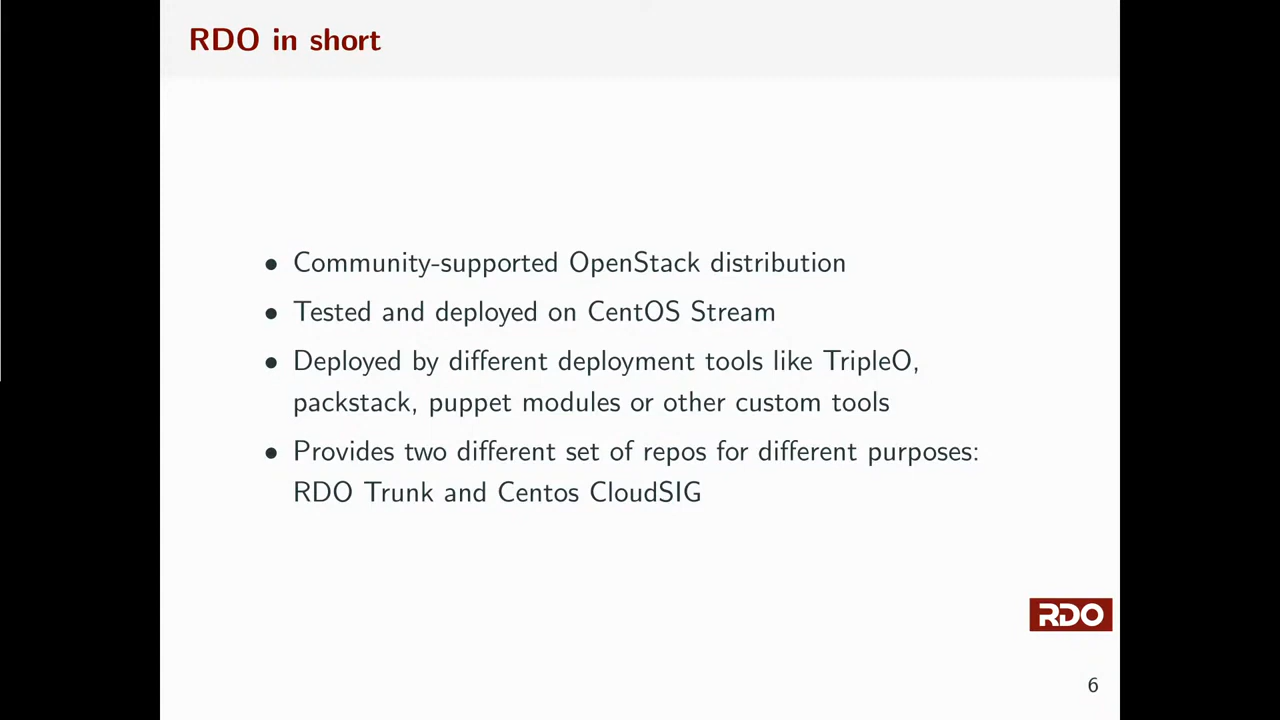 RDO in short
• Community-supported OpenStack distribution
• Tested and deployed on CentOS Stream
• Deployed by different deployment tools like TripleO,
packstack, puppet modules or other custom tools
• Provides two different set of repos for different purposes:
RDO Trunk and Centos CloudSIG
RDO
6